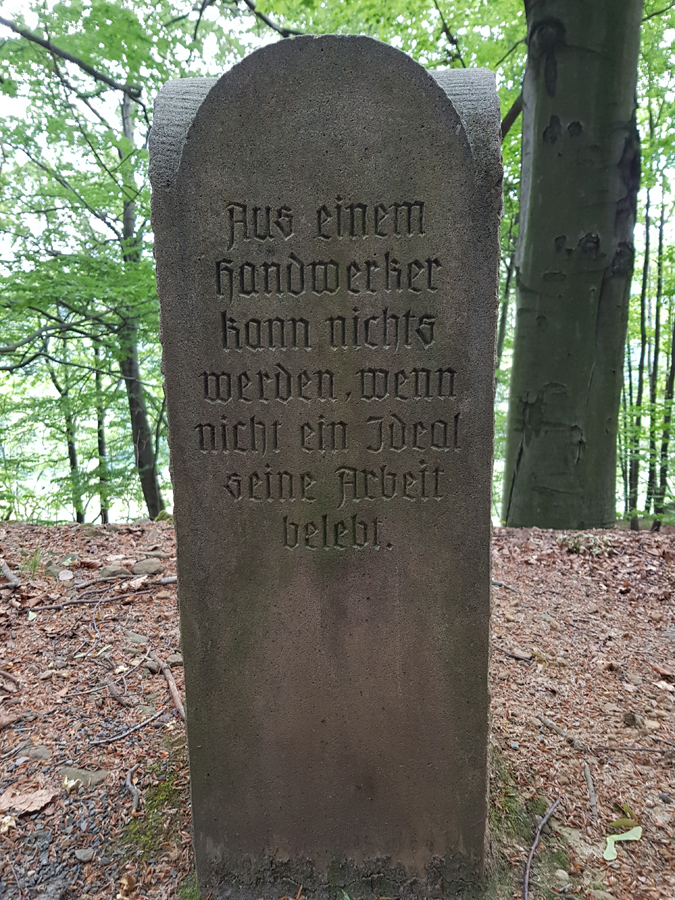 Aus einem
Handwerker
kann nichts
werden, wenn
nicht ein Ideal
seine Arbeit
belebt.